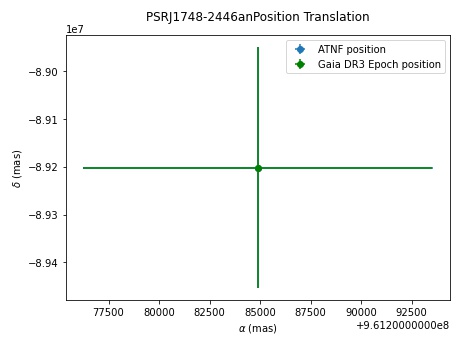 PSRJ1748-2446anPosition Translation
1e7
ATNF position
Gaia DR3 Epoch position
−8.90
−8.91
−8.92
−8.93
−8.94
δ (mas)
77500 80000 82500 85000 87500 90000 92500
+9.6120000000e8
α (mas)